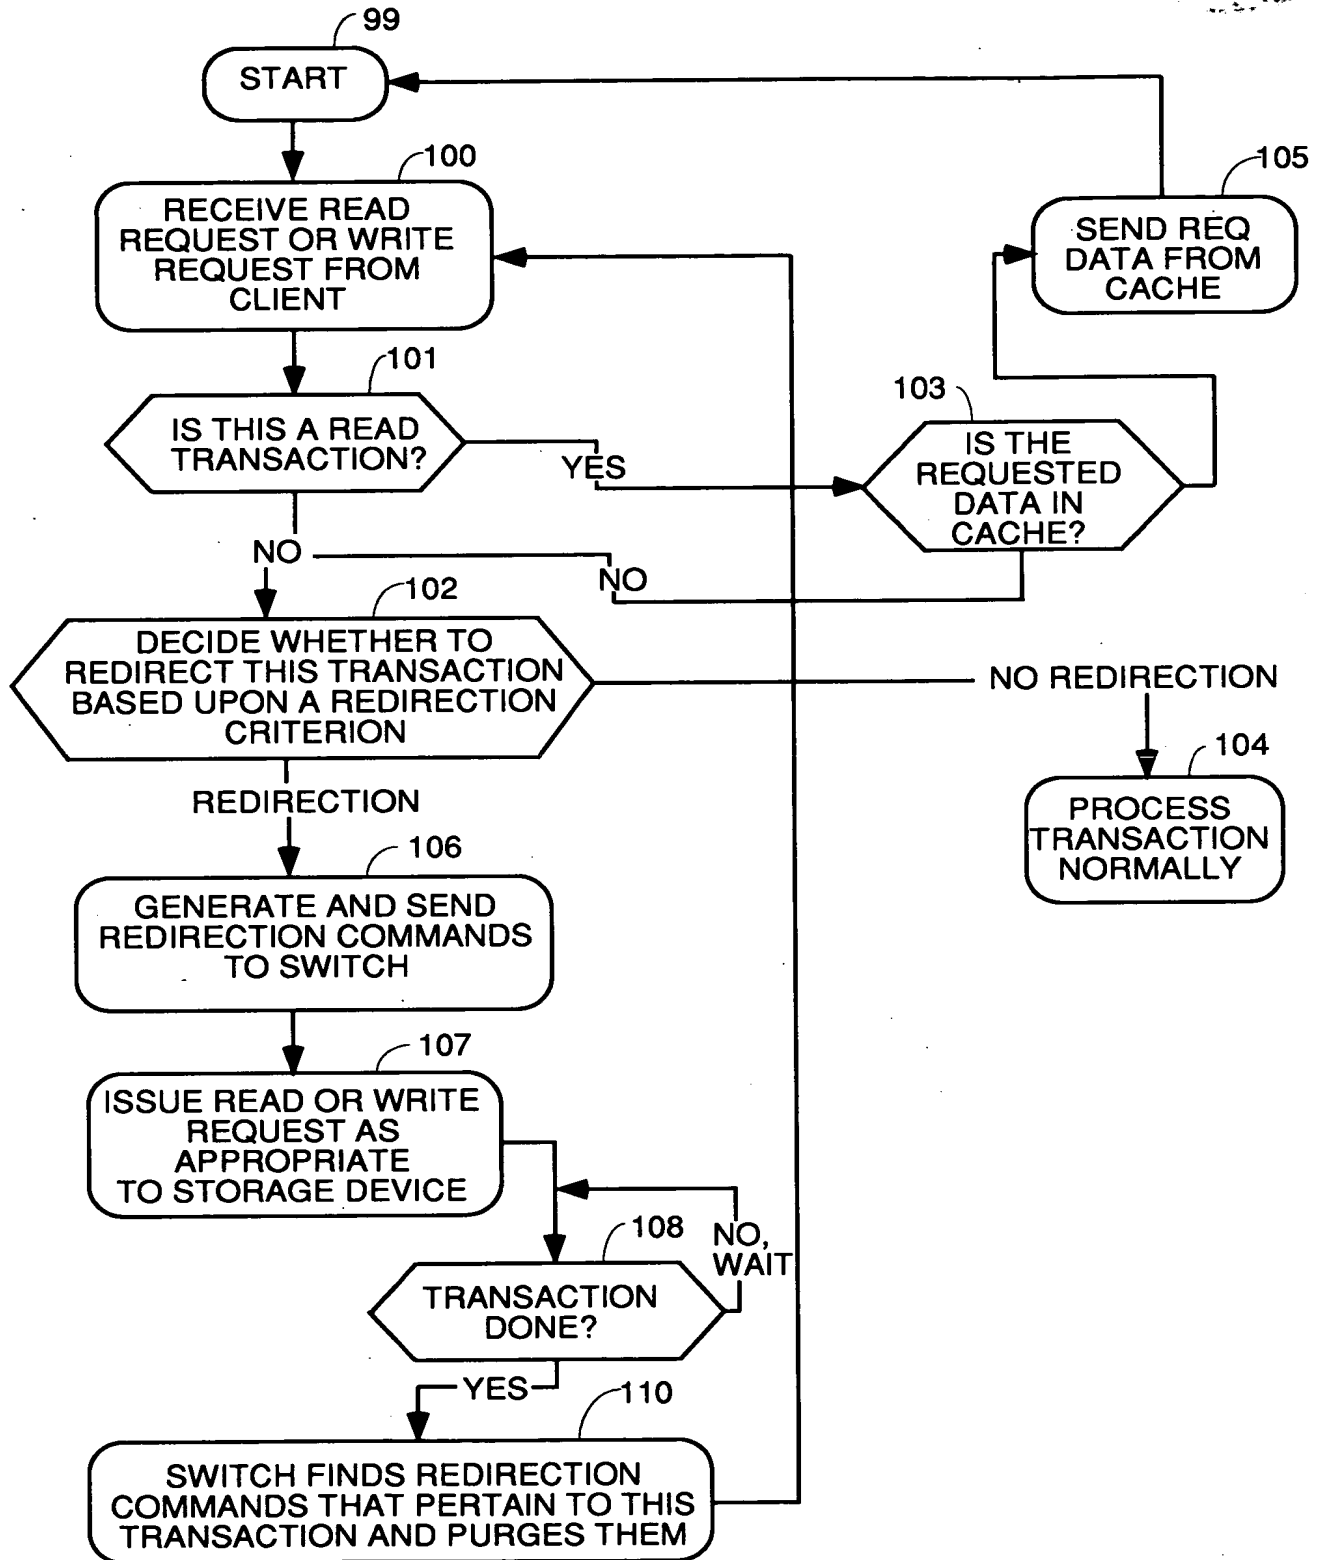 99
START
100
RECEIVE READ
REQUEST OR WRITE
REQUEST FROM
CLIENT
105
SEND REQ
DATA FROM
CACHE
101
IS THIS A READ
TRANSACTION?
YES
103
IS THE
REQUESTED
DATA IN
CACHE?
NO
NO
102
DECIDE WHETHER TO
REDIRECT THIS TRANSACTION
BASED UPON A REDIRECTION
CRITERION
NO REDIRECTION
104
PROCESS
TRANSACTION
NORMALLY
REDIRECTION
106
GENERATE AND SEND
REDIRECTION COMMANDS
TO SWITCH
107
ISSUE READ OR WRITE
REQUEST AS
APPROPRIATE
TO STORAGE DEVICE
108
NO,
WAIT
TRANSACTION
DONE?
YES
110
SWITCH FINDS REDIRECTION
COMMANDS THAT PERTAIN TO THIS
TRANSACTION AND PURGES THEM